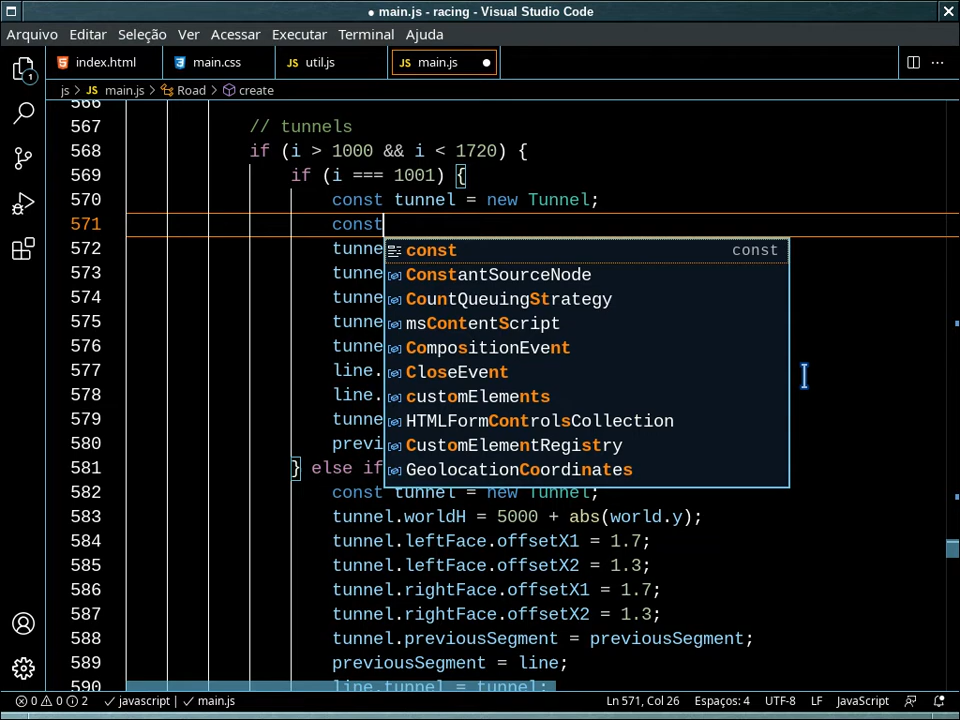 ● main.js - racing - Visual Studio Code
Arquivo Editar Seleção Ver Acessar Executar Terminal Ajuda
1
index.html main.css JS util.js JS main.js ●
js > JS main.js > Road > create
566
567 // tunnels
568 if (i > 1000 && i < 1720) {
569 if (i === 1001) {
570 const tunnel = new Tunnel;
571 const
572 tunne
573 tunne
574 tunne
575 tunne
576 tunne
577 line.
578 line.
579 tunne
580 previ
581 } else if
const const
ConstantSourceNode
CountQueuingStrategy
msContentScript
CompositionEvent
CloseEvent
customElements
HTMLFormControlsCollection
CustomElementRegistry
GeolocationCoordinates
582 const tunnel = new Tunnel;
583 tunnel.worldH = 5000 + abs(world.y);
584 tunnel.leftFace.offsetX1 = 1.7;
585 tunnel.leftFace.offsetX2 = 1.3;
586 tunnel.rightFace.offsetX1 = 1.7;
587 tunnel.rightFace.offsetX2 = 1.3;
588 tunnel.previousSegment = previousSegment;
589 previousSegment = line;
590 line.tunnel = tunnel;
0 0 2 ✓ javascript | ✓ main.js Ln 571, Col 26 Espaços: 4 UTF-8 LF JavaScript